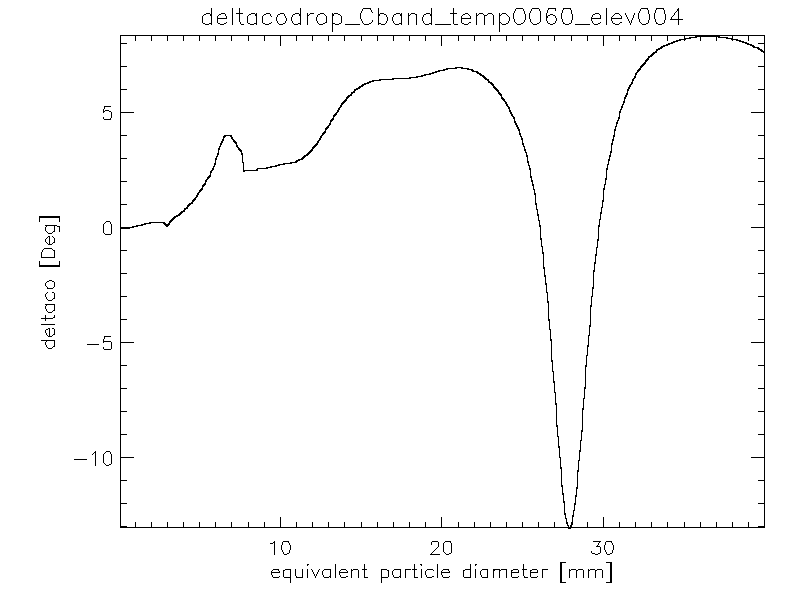 deltacodrop_Cband_temp0060_elev004
5
0
-5
-10
deltaco [Deg]
10 20 30
equivalent particle diameter [mm]